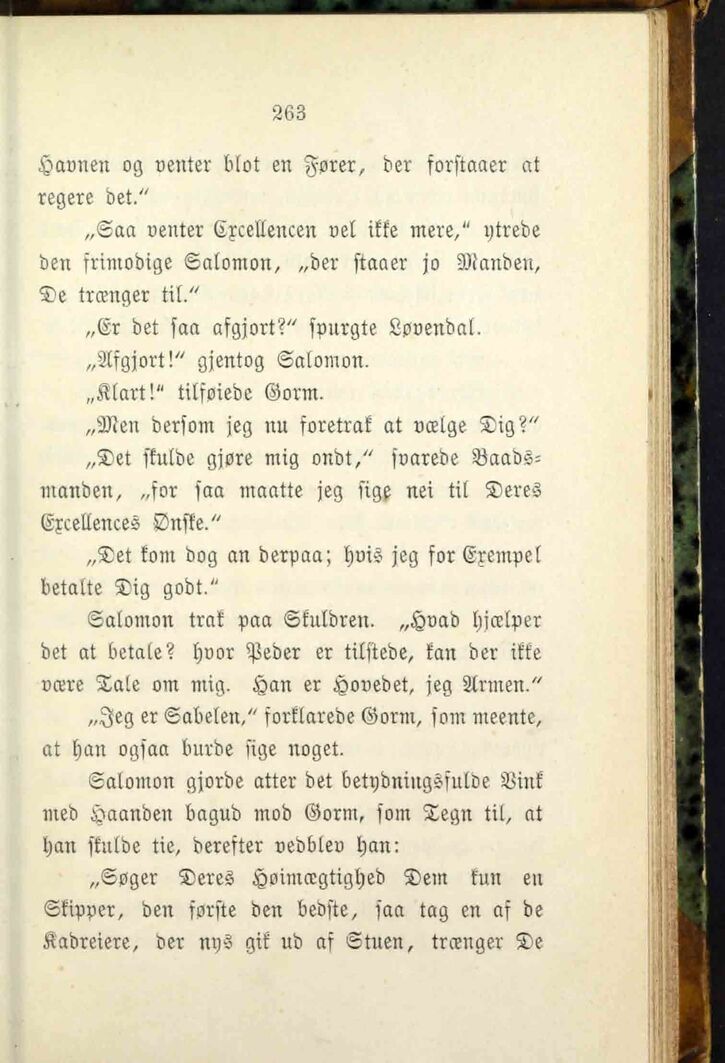 263
Havnen og venter blot en Fører, der forstaaer at
regere det."
„Saa venter Excellencen vel ikke mere," ytrede
den frimodige Salomon, „der staaer jo Manden,
De trænger til."
„Er det saa afgjort?" spurgte Løvendal.
„Afgjort!" gjentog Salomon.
„Klart!" tilføiede Gorm.
„Men dersom jeg nu foretrak at vælge Dig?"
„Det skulde gjøre mig ondt," svarede Baads-
manden, „for saa maatte jeg sige nei til Deres
Excellences Ønske."
„Det kom dog an derpaa; hvis jeg for Exempel
betalte Dig godt."
Salomon trak paa Skuldren. „Hvad hjælper
det at betale? hvor Peder er tilstede, kan der ikke
være Tale om mig. Han er Hovedet, jeg Armen."
„Jeg er Sabelen," forklarede Gorm, som meente,
at han ogsaa burde sige noget.
Salomon gjorde atter det betydningsfulde Vink
med Haanden bagud mod Gorm, som Tegn til, at
han skulde tie, derefter vedblev han:
„Søger Deres Høimægtighed Dem kun en
Skipper, den første den bedste, saa tag en af de
Kadreiere, der nys gik ud af Stuen, trænger De